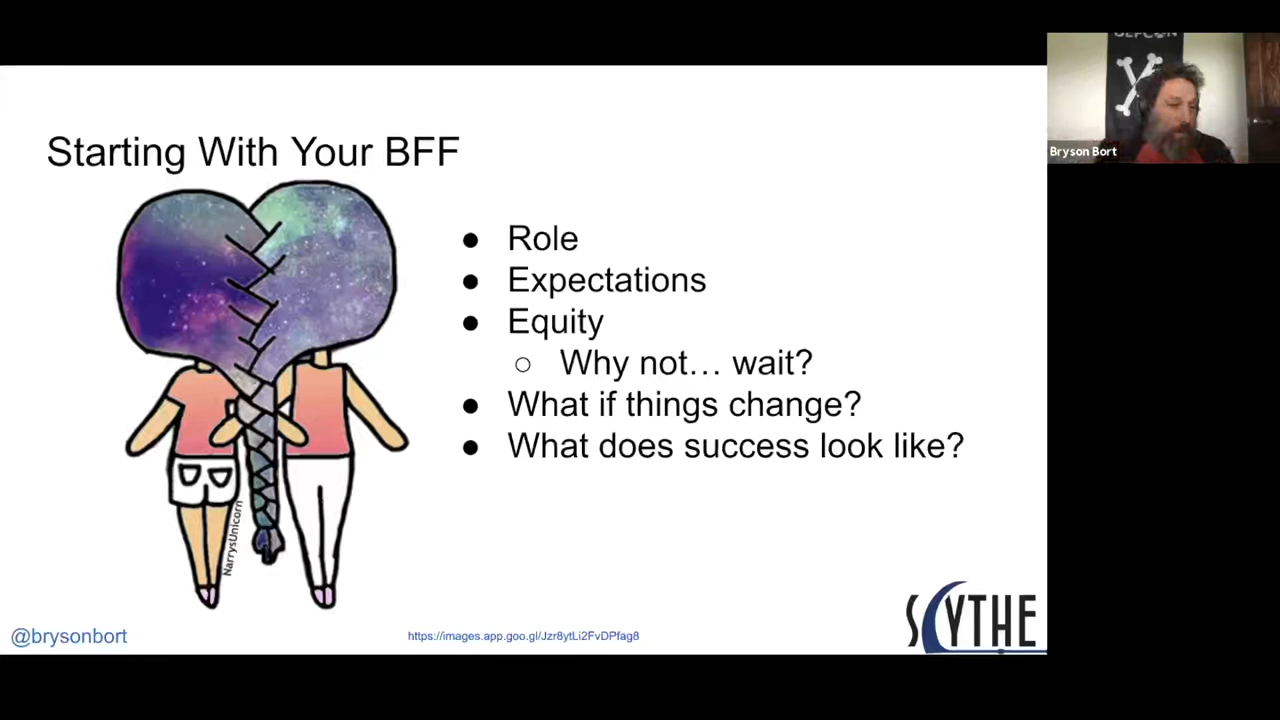 Starting With Your BFF
● Role
● Expectations
● Equity
○ Why not… wait?
● What if things change?
● What does success look like?
NarrysUnicorn
@brysonbort
https://images.app.goo.gl/Jzr8ytLi2FvDPfag8
SCYTHE
DEFCON
Bryson Bort